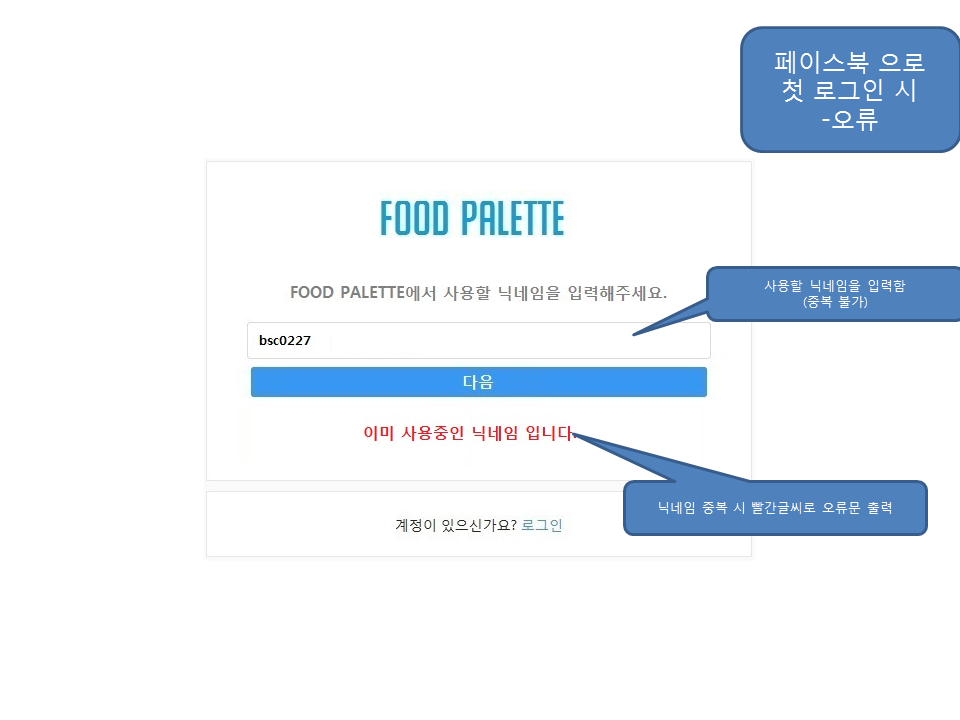 페이스북 으로
첫 로그인 시
-오류
FOOD PALETTE
FOOD PALETTE에서 사용할 닉네임을 입력해주세요.
사용할 닉네임을 입력함
(중복 불가)
bsc0227
다음
이미 사용중인 닉네임 입니다.
닉네임 중복 시 빨간글씨로 오류문 출력
계정이 있으신가요? 로그인